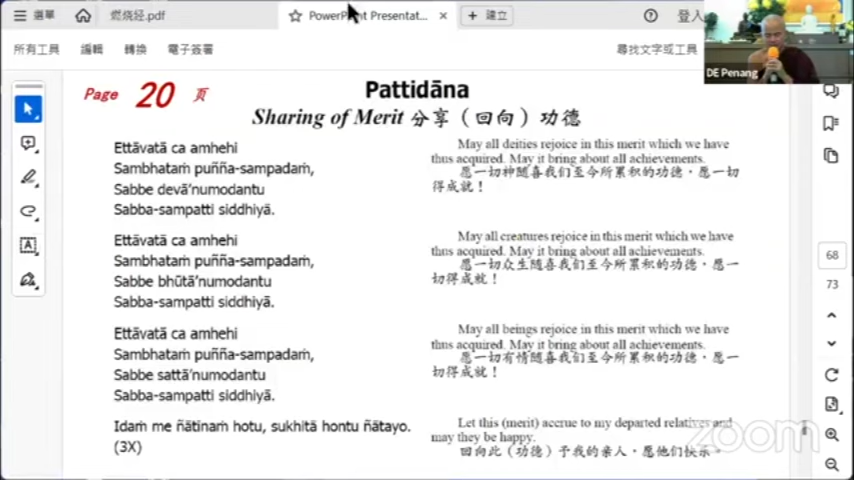 選單
燃烧经.pdf
PowerPoint Presentat...
建立
登入
所有工具
編輯
轉換
電子簽署
尋找文字或工具
DE Penang
Page 20 頁
Pattidāna
Sharing of Merit 分享（回向）功德
Ettāvatā ca amhehi
Sambhataṁ puñña-sampadaṁ,
Sabbe devā'numodantu
Sabba-sampatti siddhiyā.
May all deities rejoice in this merit which we have
thus acquired. May it bring about all achievements.
愿一切神随喜我们至今所累积的功德，愿一切
得成就！
Ettāvatā ca amhehi
Sambhataṁ puñña-sampadaṁ,
Sabbe bhūtā'numodantu
Sabba-sampatti siddhiyā.
May all creatures rejoice in this merit which we have
thus acquired. May it bring about all achievements.
愿一切众生随喜我们至今所累积的功德，愿一
切得成就！
Ettāvatā ca amhehi
Sambhataṁ puñña-sampadaṁ,
Sabbe sattā'numodantu
Sabba-sampatti siddhiyā.
May all beings rejoice in this merit which we have
thus acquired. May it bring about all achievements.
愿一切有情随喜我们至今所累积的功德，愿一
切得成就！
Idaṁ me ñātinaṁ hotu, sukhitā hontu ñātayo.
(3X)
Let this (merit) accrue to my departed relatives and
may they be happy.
回向此（功德）予我的亲人，愿他们快乐。
68
73
zoom